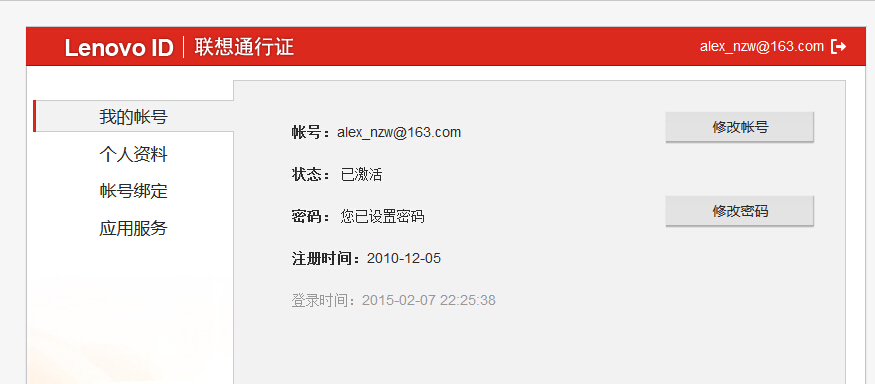 Lenovo ID 联想通行证 alex_nzw@163.com
我的帐号
个人资料
帐号绑定
应用服务
帐号：alex_nzw@163.com 修改帐号
状态： 已激活
密码： 您已设置密码 修改密码
注册时间：2010-12-05
登录时间：2015-02-07 22:25:38